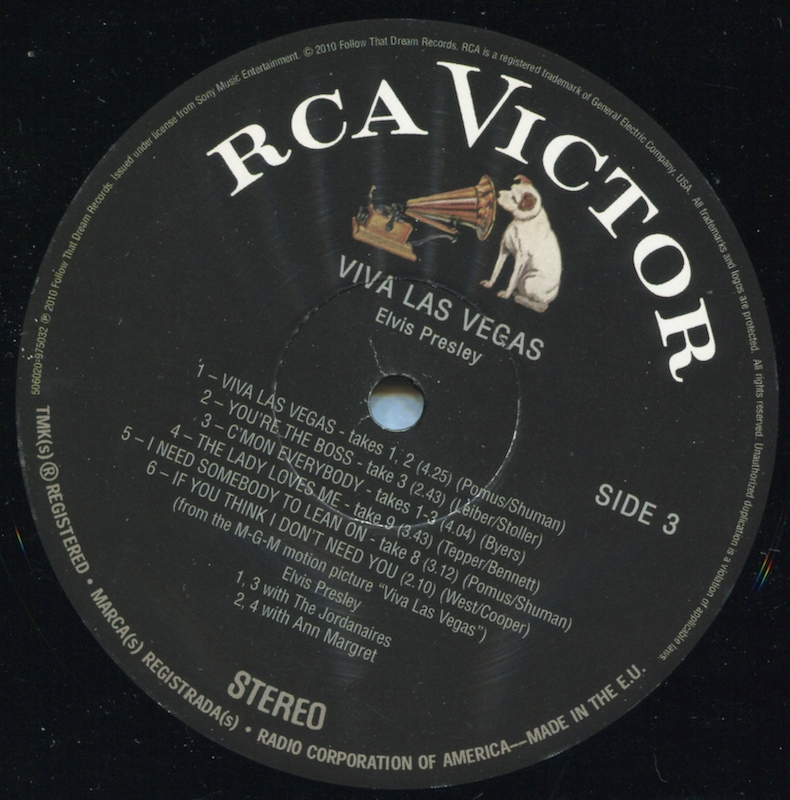 506020-975032 ℗ 2010 Follow That Dream Records. Issued under license from Sony Music Entertainment. © 2010 Follow That Dream Records. RCA is a registered trademark of General Electric Company, USA. All trademarks and logos are protected. All rights reserved. Unauthorized duplication is a violation of applicable laws.
RCA VICTOR
VIVA LAS VEGAS
Elvis Presley
SIDE 3
1 – VIVA LAS VEGAS - takes 1, 2 (4.25) (Pomus/Shuman)
2 – YOU'RE THE BOSS - take 3 (2.43) (Leiber/Stoller)
3 – C'MON EVERYBODY - takes 1-3 (4.04) (Byers)
4 – THE LADY LOVES ME - take 9 (3.43) (Tepper/Bennett)
5 – I NEED SOMEBODY TO LEAN ON - take 8 (3.12) (Pomus/Shuman)
6 – IF YOU THINK I DON'T NEED YOU (2.10) (West/Cooper)
(from the M-G-M motion picture "Viva Las Vegas")
Elvis Presley
1, 3 with The Jordanaires
2, 4 with Ann Margret
STEREO
TMK(s) ® REGISTERED • MARCA(s) REGISTRADA(s) • RADIO CORPORATION OF AMERICA—MADE IN THE E.U.